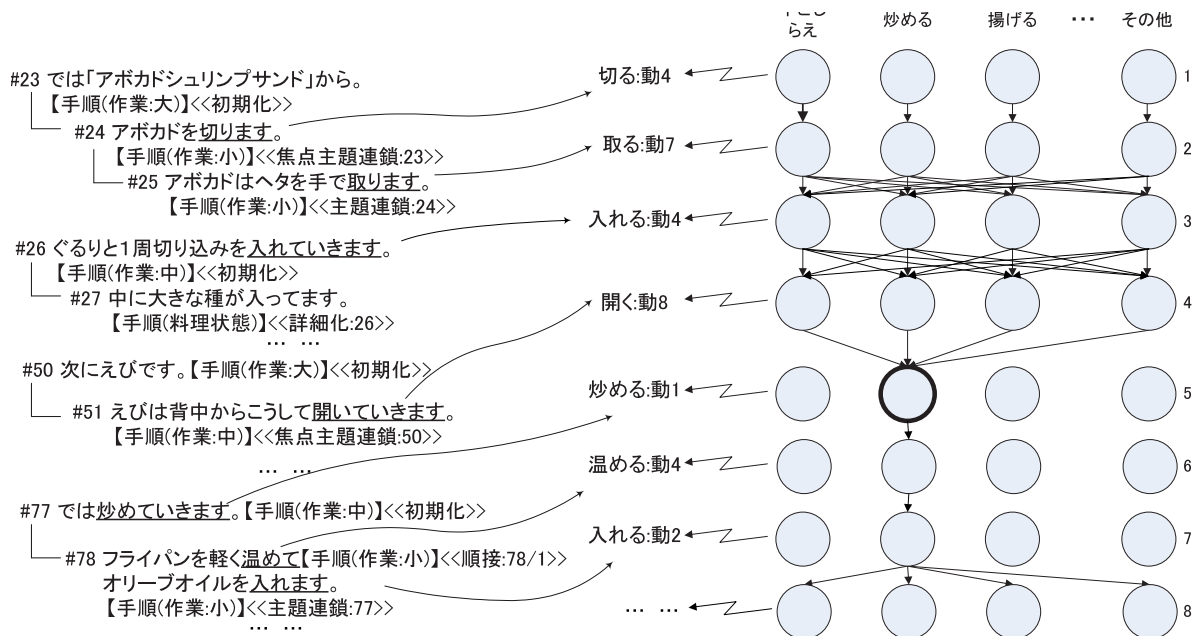 らえ
炒める
揚げる
…
その他
#23 では「アボカドシュリンプサンド」から。
【手順(作業:大)】<<初期化>>
#24 アボカドを切ります。
【手順(作業:小)】<<焦点主題連鎖:23>>
#25 アボカドはヘタを手で取ります。
【手順(作業:小)】<<主題連鎖:24>>
#26 ぐるりと1周切り込みを入れていきます。
【手順(作業:中)】<<初期化>>
#27 中に大きな種が入ってます。
【手順(料理状態)】<<詳細化:26>>
… …
#50 次にえびです。【手順(作業:大)】<<初期化>>
#51 えびは背中からこうして開いていきます。
【手順(作業:中)】<<焦点主題連鎖:50>>
… …
#77 では炒めていきます。【手順(作業:中)】<<初期化>>
#78 フライパンを軽く温めて【手順(作業:小)】<<順接:78/1>>
オリーブオイルを入れます。
【手順(作業:小)】<<主題連鎖:77>>
… …
切る:動4
取る:動7
入れる:動4
開く:動8
炒める:動1
温める:動4
入れる:動2
… …
1
2
3
4
5
6
7
8